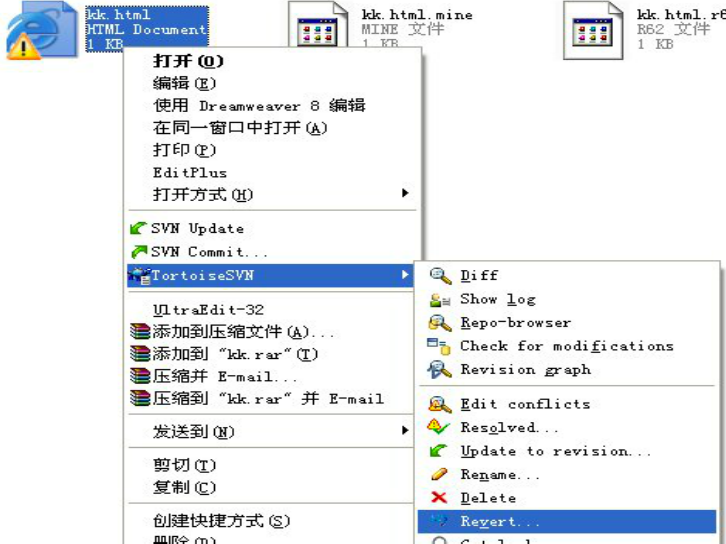 kk.html
HTML Document
1 KB
kk.html.mine
MINE 文件
1 KB
kk.html.r6
R62 文件
1 KB
打开(O)
编辑(E)
使用 Dreamweaver 8 编辑
在同一窗口中打开(A)
打印(P)
EditPlus
打开方式(H)
SVN Update
SVN Commit...
TortoiseSVN
UltraEdit-32
添加到压缩文件(A)...
添加到 "kk.rar"(T)
压缩并 E-mail...
压缩到 "kk.rar" 并 E-mail
发送到(N)
剪切(T)
复制(C)
创建快捷方式(S)
删除(D)
Diff
Show log
Repo-browser
Check for modifications
Revision graph
Edit conflicts
Resolved...
Update to revision...
Rename...
Delete
Revert...